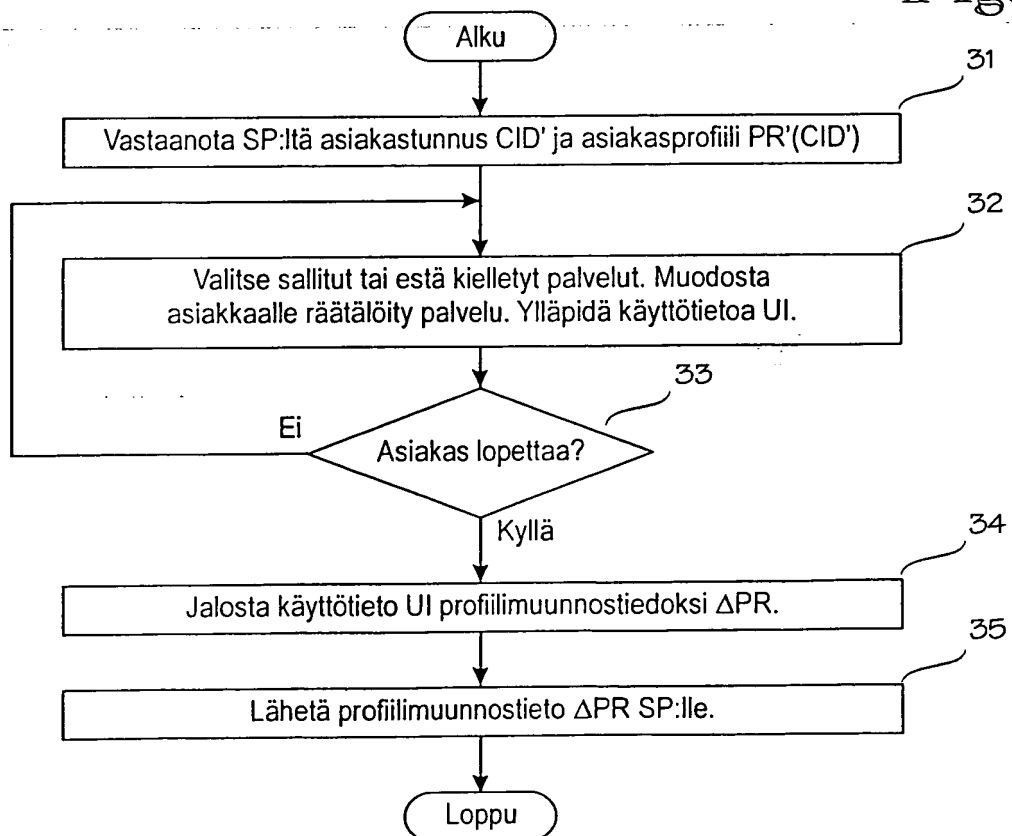 Alku
31
Vastaanota SP:ltä asiakastunnus CID' ja asiakasprofiili PR'(CID')
32
Valitse sallitut tai estä kielletyt palvelut. Muodosta
asiakkaalle räätälöity palvelu. Ylläpidä käyttötietoa UI.
33
Ei
Asiakas lopettaa?
Kyllä
34
Jalosta käyttötieto UI profiilimuunnostiedoksi ΔPR.
35
Lähetä profiilimuunnostieto ΔPR SP:lle.
Loppu